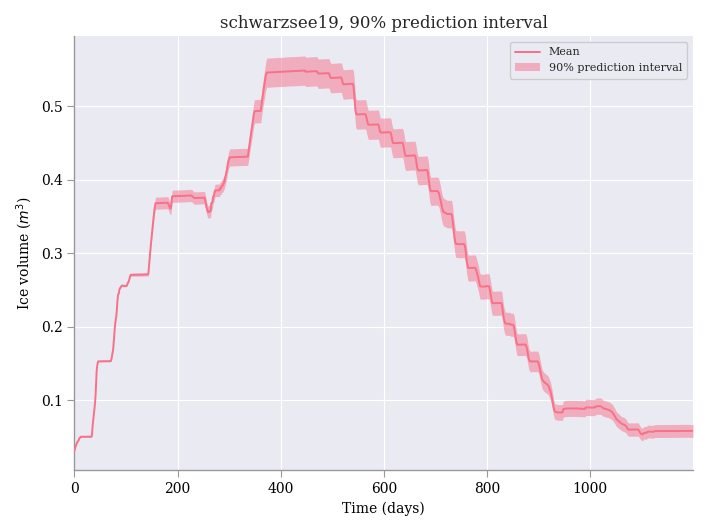 schwarzsee19, 90% prediction interval
Mean
90% prediction interval
Ice volume (m³)
0.5
0.4
0.3
0.2
0.1
0 200 400 600 800 1000
Time (days)